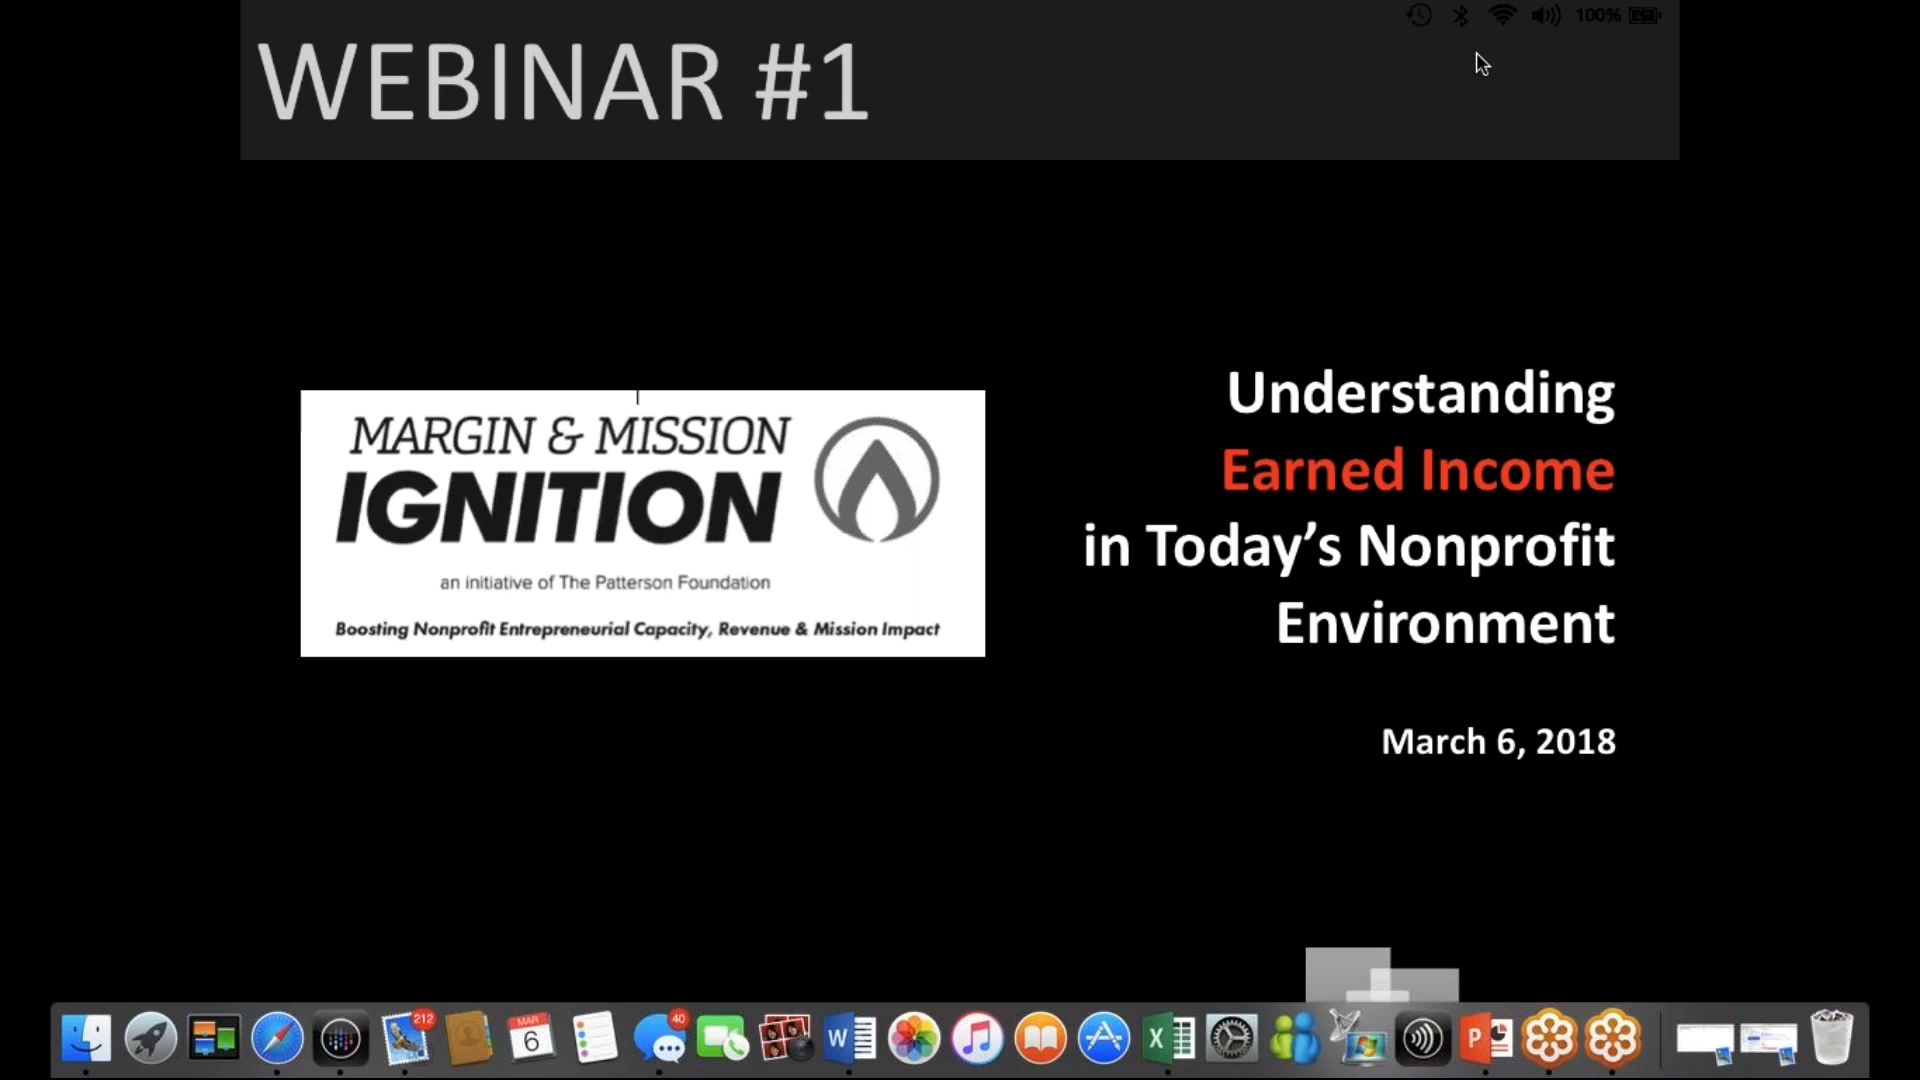 100%
WEBINAR #1
MARGIN & MISSION
IGNITION
an initiative of The Patterson Foundation
Boosting Nonprofit Entrepreneurial Capacity, Revenue & Mission Impact
Understanding
Earned Income
in Today’s Nonprofit
Environment
March 6, 2018
212
MAR
6
40
W
X
P